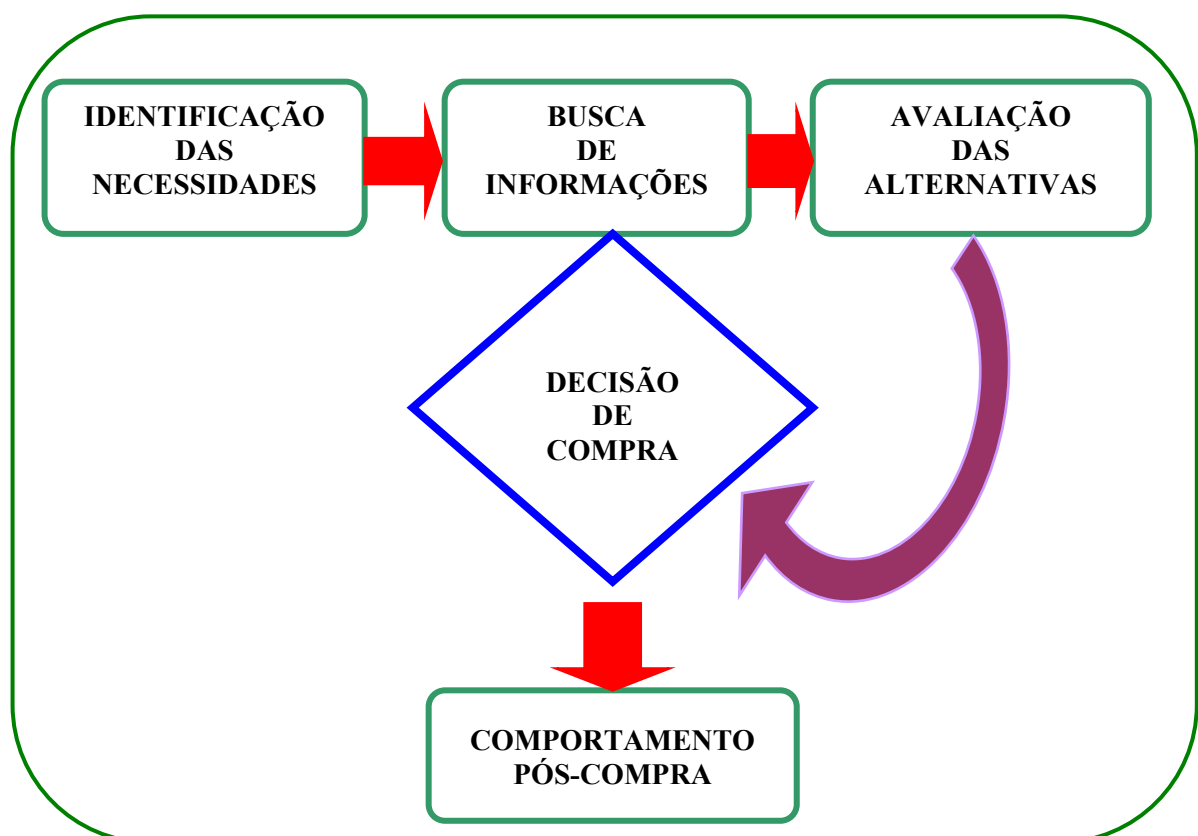 IDENTIFICAÇÃO
DAS
NECESSIDADES
BUSCA
DE
INFORMAÇÕES
AVALIAÇÃO
DAS
ALTERNATIVAS
DECISÃO
DE
COMPRA
COMPORTAMENTO
PÓS-COMPRA